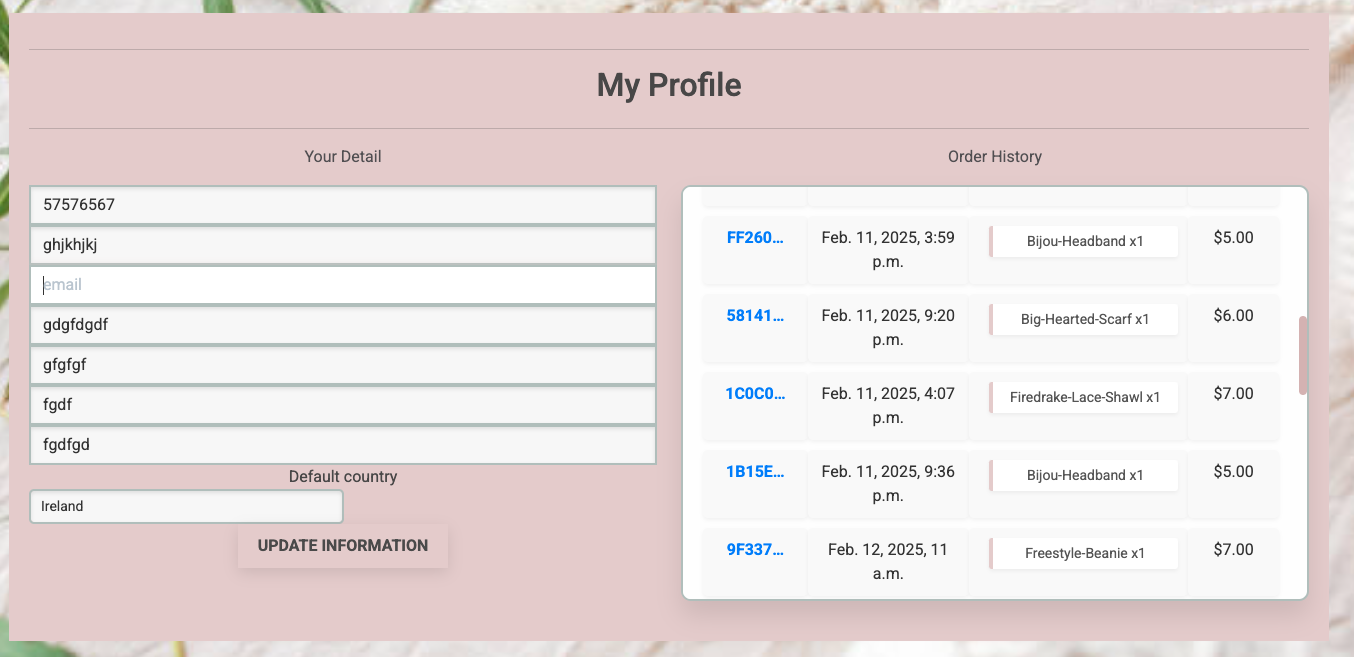 My Profile
Your Detail
57576567
ghjkhjkj
email
gdgfdgdf
gfgfgf
fgdf
fgdfgd
Default country
Ireland
UPDATE INFORMATION
Order History
FF260... Feb. 11, 2025, 3:59 Bijou-Headband x1 $5.00
p.m.
58141... Feb. 11, 2025, 9:20 Big-Hearted-Scarf x1 $6.00
p.m.
1C0C0... Feb. 11, 2025, 4:07 Firedrake-Lace-Shawl x1 $7.00
p.m.
1B15E... Feb. 11, 2025, 9:36 Bijou-Headband x1 $5.00
p.m.
9F337... Feb. 12, 2025, 11 Freestyle-Beanie x1 $7.00
a.m.